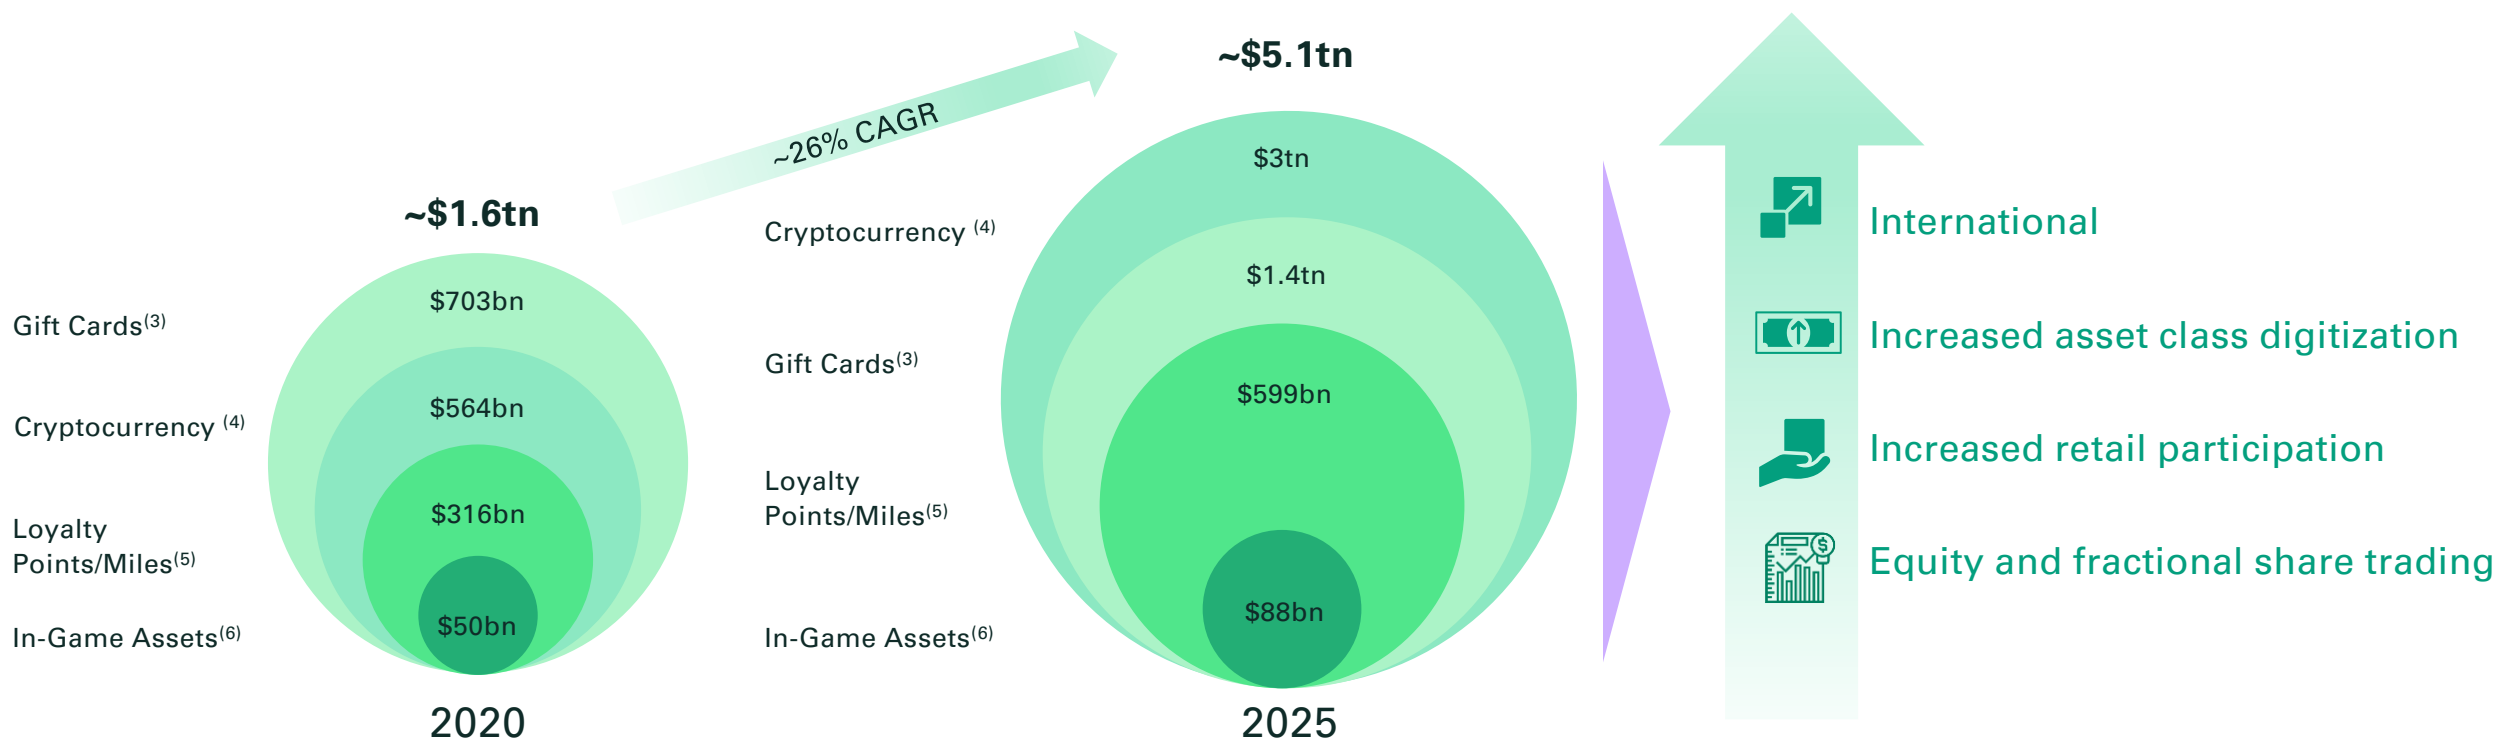 ~$1.6tn
Gift Cards(3)
$703bn
Cryptocurrency (4)
$564bn
Loyalty
Points/Miles(5)
$316bn
In-Game Assets(6)
$50bn
2020
~26% CAGR
~$5.1tn
Cryptocurrency (4)
$3tn
Gift Cards(3)
$1.4tn
Loyalty
Points/Miles(5)
$599bn
In-Game Assets(6)
$88bn
2025
International
Increased asset class digitization
Increased retail participation
$
Equity and fractional share trading